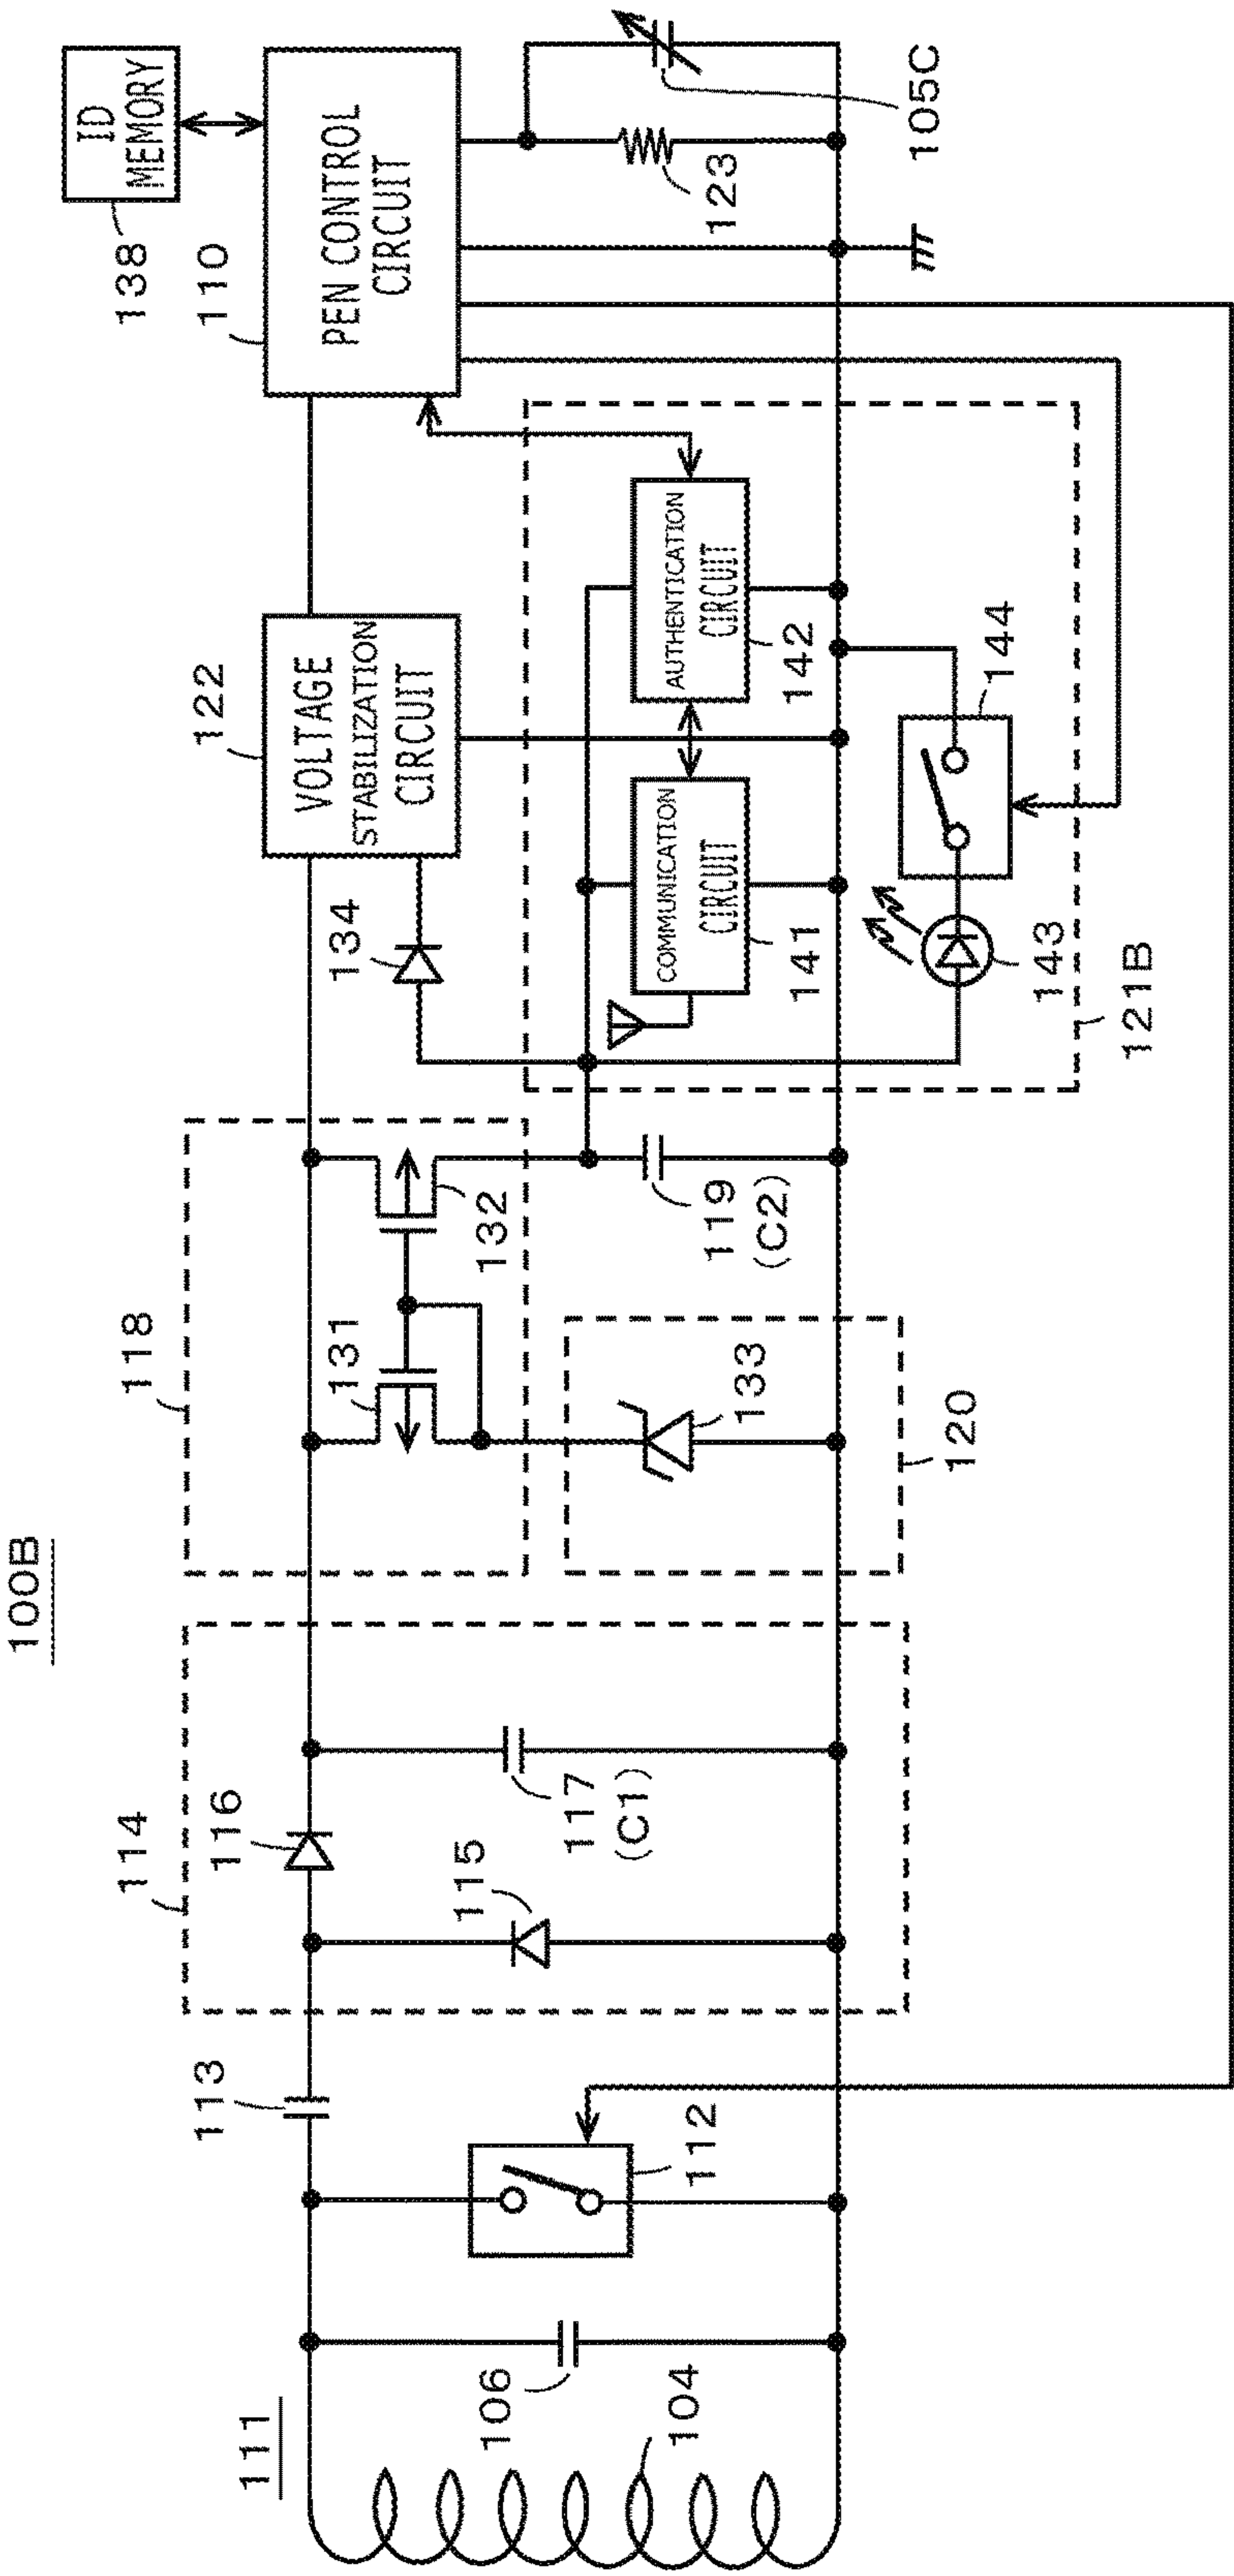 100B
111
104
106
112
113
114
115
116
117
(C1)
118
131
132
133
120
119
(C2)
134
122
VOLTAGE
STABILIZATION
CIRCUIT
COMMUNICATION
CIRCUIT
141
AUTHENTICATION
CIRCUIT
142
143
144
121B
110
PEN CONTROL
CIRCUIT
138
ID
MEMORY
123
105C